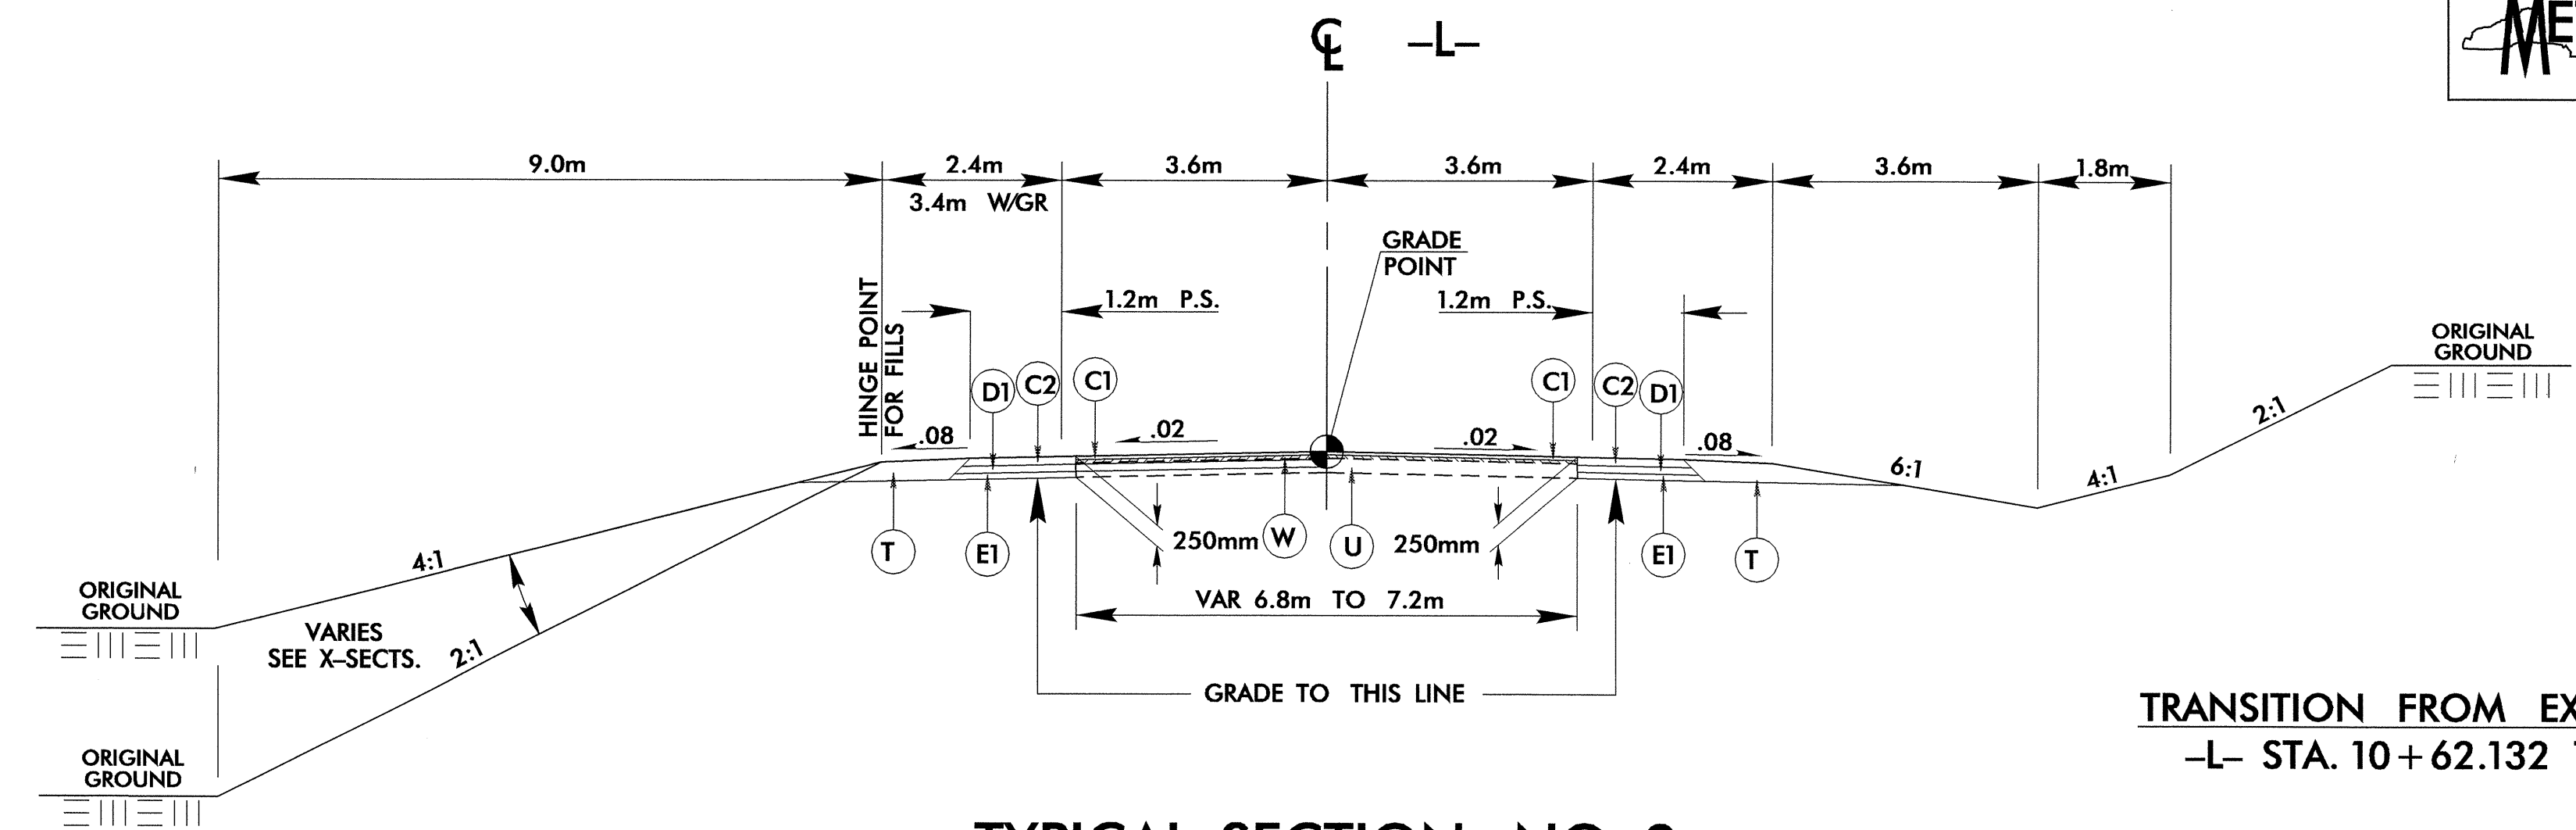 ℄ –L–
9.0m 2.4m 3.6m 3.6m 2.4m 3.6m 1.8m
3.4m W/GR
GRADE
POINT
HINGE POINT
FOR FILLS
1.2m P.S. 1.2m P.S.
ORIGINAL
GROUND
D1 C2 C1 C1 C2 D1
.08 .02 .02 .08
2:1
6:1
4:1
T E1 250mm W U 250mm E1 T
4:1
ORIGINAL
GROUND
VAR 6.8m TO 7.2m
VARIES
SEE X–SECTS.
2:1
GRADE TO THIS LINE
ORIGINAL
GROUND
TRANSITION FROM
–L– STA. 10+62.132
TYPICAL SECTION NO